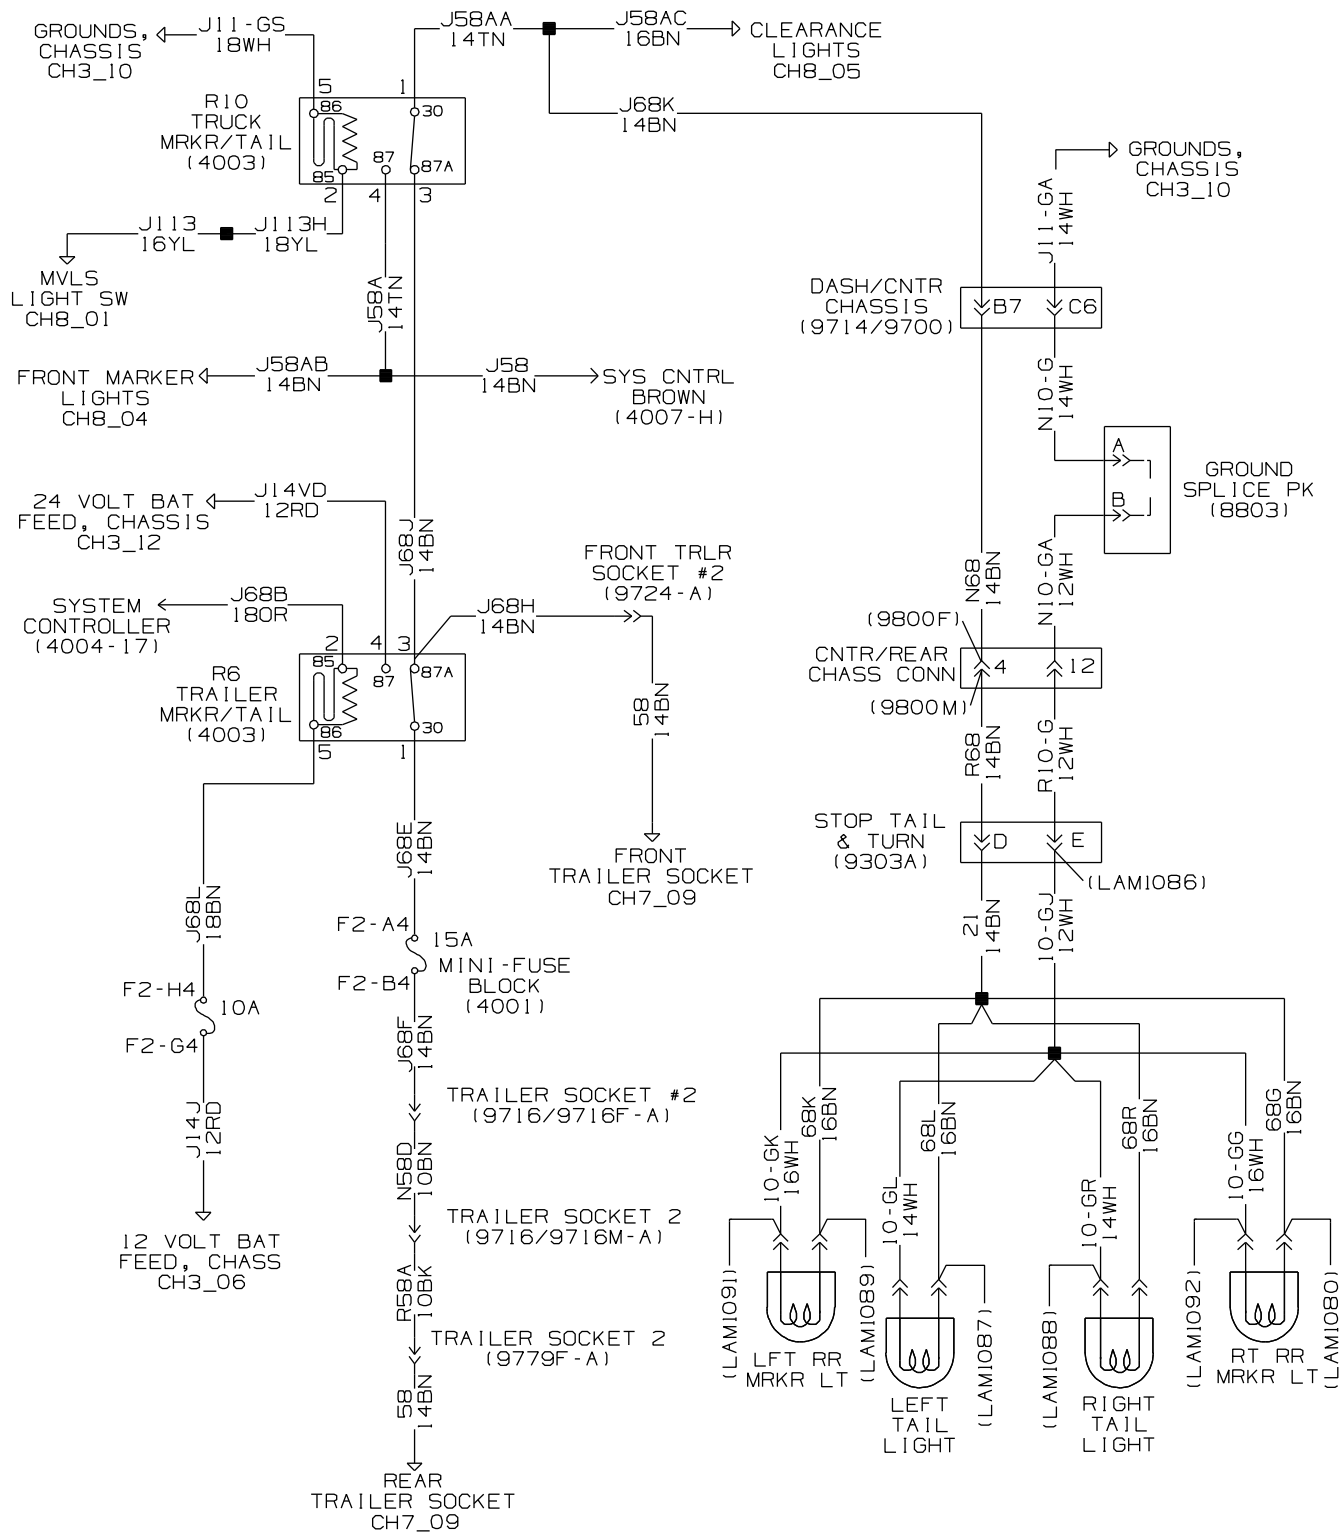 GROUNDS,
CHASSIS
CH3_10
J11-GS
18WH
J58AA
14TN
J58AC
16BN
CLEARANCE
LIGHTS
CH8_05
J68K
14BN
5
1
R10
TRUCK
MRKR/TAIL
(4003)
86
30
87
87A
85
2
4
3
GROUNDS,
CHASSIS
CH3_10
J11-GA
14WH
J113
16YL
J113H
18YL
MVLS
LIGHT SW
CH8_01
J58A
14TN
DASH/CNTR
CHASSIS
(9714/9700)
B7
C6
FRONT MARKER
LIGHTS
CH8_04
J58AB
14BN
J58
14BN
SYS CNTRL
BROWN
(4007-H)
N10-G
14WH
A
B
GROUND
SPLICE PK
(8803)
24 VOLT BAT
FEED, CHASSIS
CH3_12
J14VD
12RD
J68J
14BN
FRONT TRLR
SOCKET #2
(9724-A)
N68
14BN
N10-GA
12WH
SYSTEM
CONTROLLER
(4004-17)
J68B
18OR
J68H
14BN
2
4
3
R6
TRAILER
MRKR/TAIL
(4003)
85
87
87A
86
30
5
1
58
14BN
(9800F)
CNTR/REAR
CHASS CONN
(9800M)
4
12
R68
14BN
R10-G
12WH
STOP TAIL
& TURN
(9303A)
D
E
(LAM1086)
FRONT
TRAILER SOCKET
CH7_09
J68E
14BN
J68L
18BN
21
14BN
10-GJ
12WH
F2-A4
15A
MINI-FUSE
BLOCK
(4001)
F2-B4
F2-H4
10A
F2-G4
J68F
14BN
J14J
12RD
TRAILER SOCKET #2
(9716/9716F-A)
N58D
10BN
12 VOLT BAT
FEED, CHASS
CH3_06
TRAILER SOCKET 2
(9716/9716M-A)
R58A
10BK
TRAILER SOCKET 2
(9779F-A)
58
14BN
REAR
TRAILER SOCKET
CH7_09
10-GK
16WH
68K
16BN
10-GL
14WH
68L
16BN
10-GR
14WH
68R
16BN
10-GG
16WH
68G
16BN
(LAM1091)
(LAM1089)
(LAM1087)
(LAM1088)
(LAM1092)
(LAM1080)
LFT RR
MRKR LT
LEFT
TAIL
LIGHT
RIGHT
TAIL
LIGHT
RT RR
MRKR LT